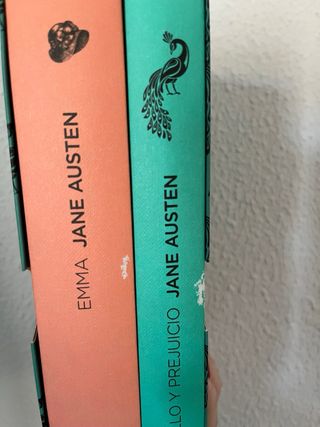 EMMA JANE AUSTEN
LLO Y PREJUICIO JANE AUSTEN